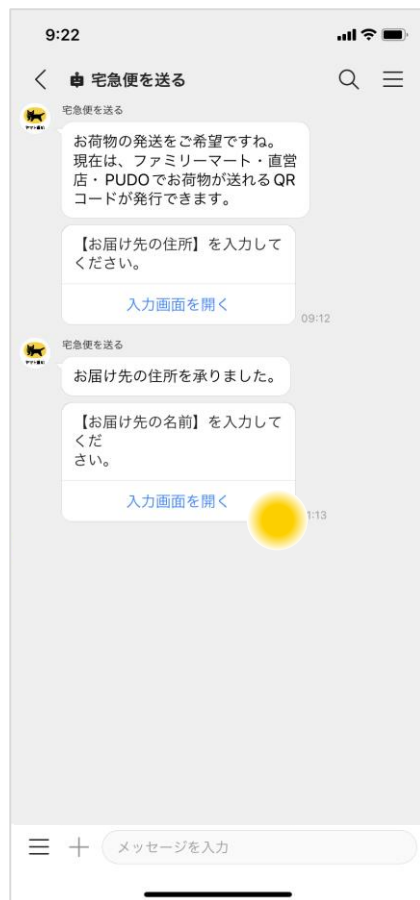 9:22
宅急便を送る
宅急便を送る
お荷物の発送をご希望ですね。
現在は、ファミリーマート・直営
店・PUDOでお荷物が送れるQR
コードが発行できます。
【お届け先の住所】を入力して
ください。
入力画面を開く
09:12
宅急便を送る
お届け先の住所を承りました。
【お届け先の名前】を入力して
くだ
さい。
入力画面を開く
1:13
メッセージを入力